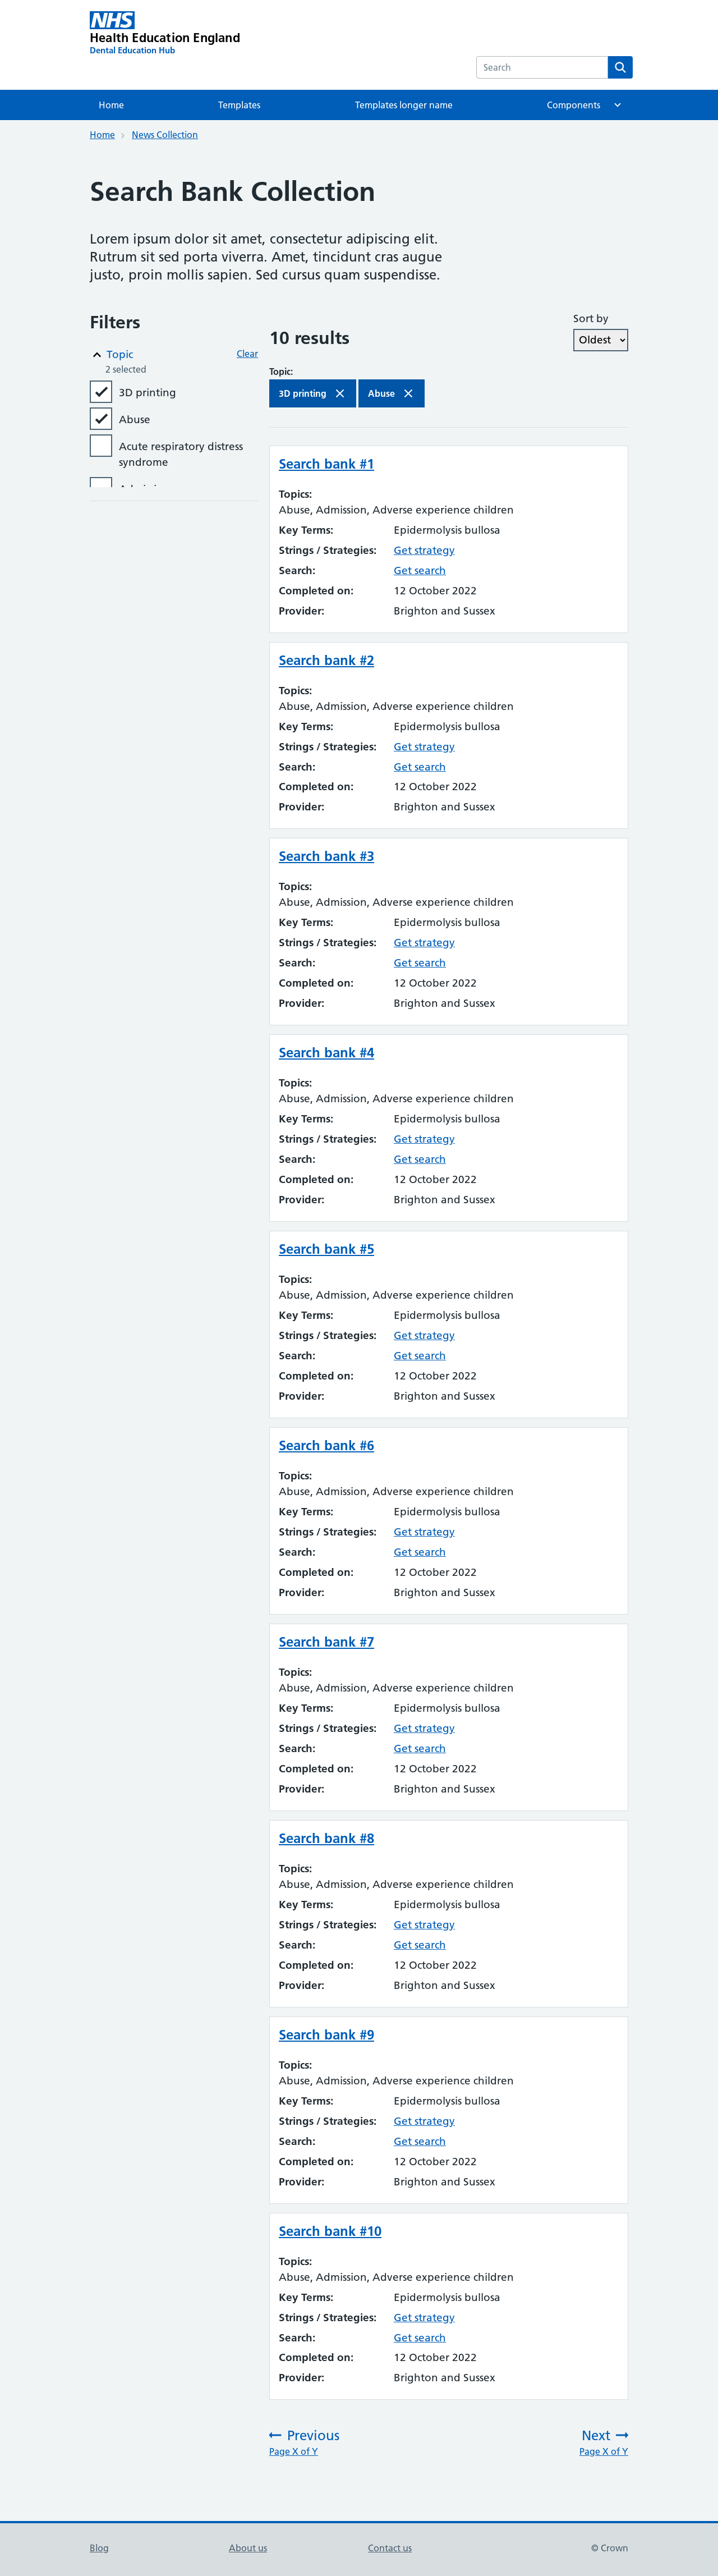 NHS
Health Education England
Dental Education Hub
Search
Home
Templates
Templates longer name
Components
Home
News Collection
Search Bank Collection
Lorem ipsum dolor sit amet, consectetur adipiscing elit.
Rutrum sit sed porta viverra. Amet, tincidunt cras augue
justo, proin mollis sapien. Sed cursus quam suspendisse.
Filters
Topic
Clear
2 selected
3D printing
Abuse
Acute respiratory distress
syndrome
10 results
Sort by
Oldest
Topic:
3D printing
Abuse
Search bank #1
Topics:
Abuse, Admission, Adverse experience children
Key Terms: Epidermolysis bullosa
Strings / Strategies: Get strategy
Search: Get search
Completed on: 12 October 2022
Provider: Brighton and Sussex
Search bank #2
Topics:
Abuse, Admission, Adverse experience children
Key Terms: Epidermolysis bullosa
Strings / Strategies: Get strategy
Search: Get search
Completed on: 12 October 2022
Provider: Brighton and Sussex
Search bank #3
Topics:
Abuse, Admission, Adverse experience children
Key Terms: Epidermolysis bullosa
Strings / Strategies: Get strategy
Search: Get search
Completed on: 12 October 2022
Provider: Brighton and Sussex
Search bank #4
Topics:
Abuse, Admission, Adverse experience children
Key Terms: Epidermolysis bullosa
Strings / Strategies: Get strategy
Search: Get search
Completed on: 12 October 2022
Provider: Brighton and Sussex
Search bank #5
Topics:
Abuse, Admission, Adverse experience children
Key Terms: Epidermolysis bullosa
Strings / Strategies: Get strategy
Search: Get search
Completed on: 12 October 2022
Provider: Brighton and Sussex
Search bank #6
Topics:
Abuse, Admission, Adverse experience children
Key Terms: Epidermolysis bullosa
Strings / Strategies: Get strategy
Search: Get search
Completed on: 12 October 2022
Provider: Brighton and Sussex
Search bank #7
Topics:
Abuse, Admission, Adverse experience children
Key Terms: Epidermolysis bullosa
Strings / Strategies: Get strategy
Search: Get search
Completed on: 12 October 2022
Provider: Brighton and Sussex
Search bank #8
Topics:
Abuse, Admission, Adverse experience children
Key Terms: Epidermolysis bullosa
Strings / Strategies: Get strategy
Search: Get search
Completed on: 12 October 2022
Provider: Brighton and Sussex
Search bank #9
Topics:
Abuse, Admission, Adverse experience children
Key Terms: Epidermolysis bullosa
Strings / Strategies: Get strategy
Search: Get search
Completed on: 12 October 2022
Provider: Brighton and Sussex
Search bank #10
Topics:
Abuse, Admission, Adverse experience children
Key Terms: Epidermolysis bullosa
Strings / Strategies: Get strategy
Search: Get search
Completed on: 12 October 2022
Provider: Brighton and Sussex
Previous
Page X of Y
Next
Page X of Y
Blog
About us
Contact us
© Crown